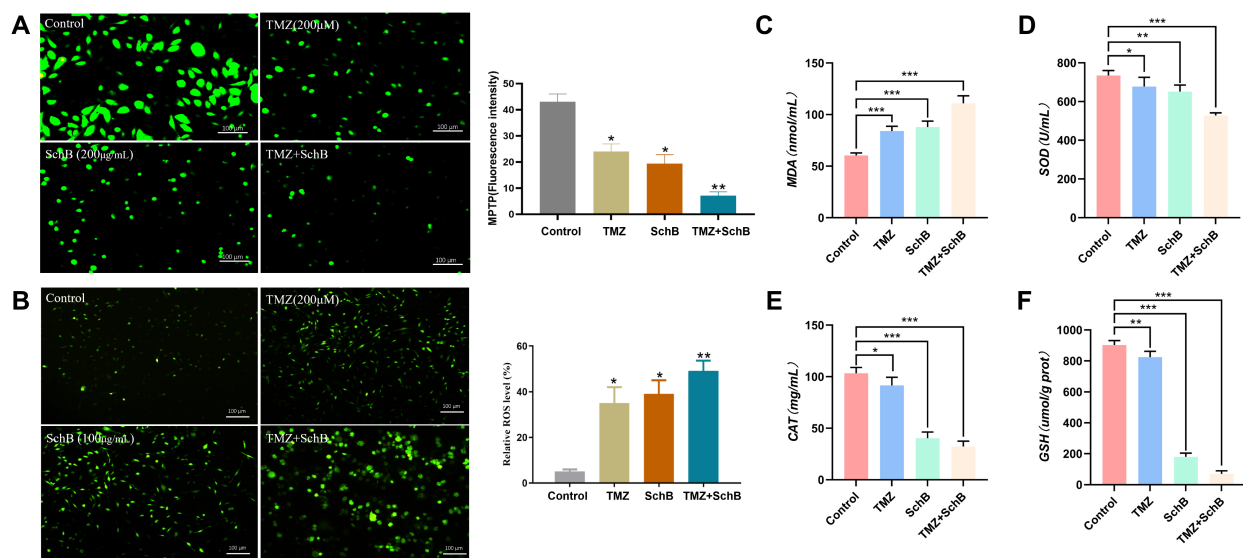 A
Control
TMZ(200μM)
100 μm
100 μm
SchB (200μg/mL)
TMZ+SchB
100 μm
100 μm
MPTP(Fluorescence intensity)
50
40
30
20
10
0
*
*
**
Control
TMZ
SchB
TMZ+SchB
B
Control
TMZ(200μM)
100 μm
100 μm
SchB (100ng/mL)
TMZ+SchB
100 μm
100 μm
Relative ROS level (%)
60
40
20
0
*
*
**
Control
TMZ
SchB
TMZ+SchB
C
MDA (nmol/mL)
150
100
50
0
***
***
***
Control
TMZ
SchB
TMZ+SchB
D
SOD (U/mL)
800
600
400
200
0
***
**
*
Control
TMZ
SchB
TMZ+SchB
E
CAT (mg/mL)
150
100
50
0
***
***
*
Control
TMZ
SchB
TMZ+SchB
F
GSH (umol/g prot)
1000
800
600
400
200
0
***
***
**
Control
TMZ
SchB
TMZ+SchB